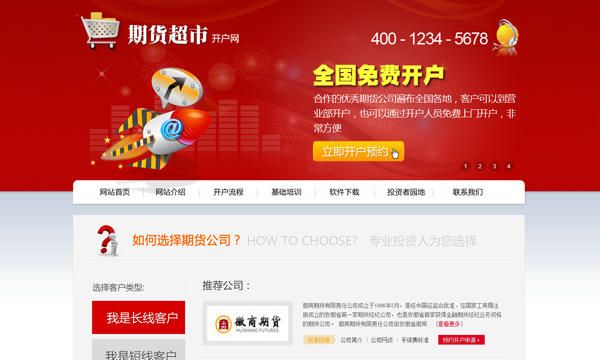 期货超市 开户网
400 - 1234 - 5678
全国免费开户
合作的优秀期货公司遍布全国各地，客户可以到营
业部开户，也可以通过开户人员免费上门开户，非
常方便
立即开户预约
1 2 3 4
网站首页 网站介绍 开户流程 基础培训 软件下载 投资者园地 联系我们
如何选择期货公司？ HOW TO CHOOSE? 专业投资人为您选择
选择客户类型:
推荐公司：
我是长线客户
徽商期货
HUISHANG FUTURES
徽商期货有限责任公司成立于1996年2月，是经中国证监会批准、在国家工商局注
册成立的安徽省第一家期货经纪公司，也是安徽省首家获得金融期货经纪业务资格
的期货公司。 徽商期货有限责任公司由安徽省徽商 [查看更多]
快速链接 公司简介 公司网点 手续费标准 预约开户申请
我是短线客户